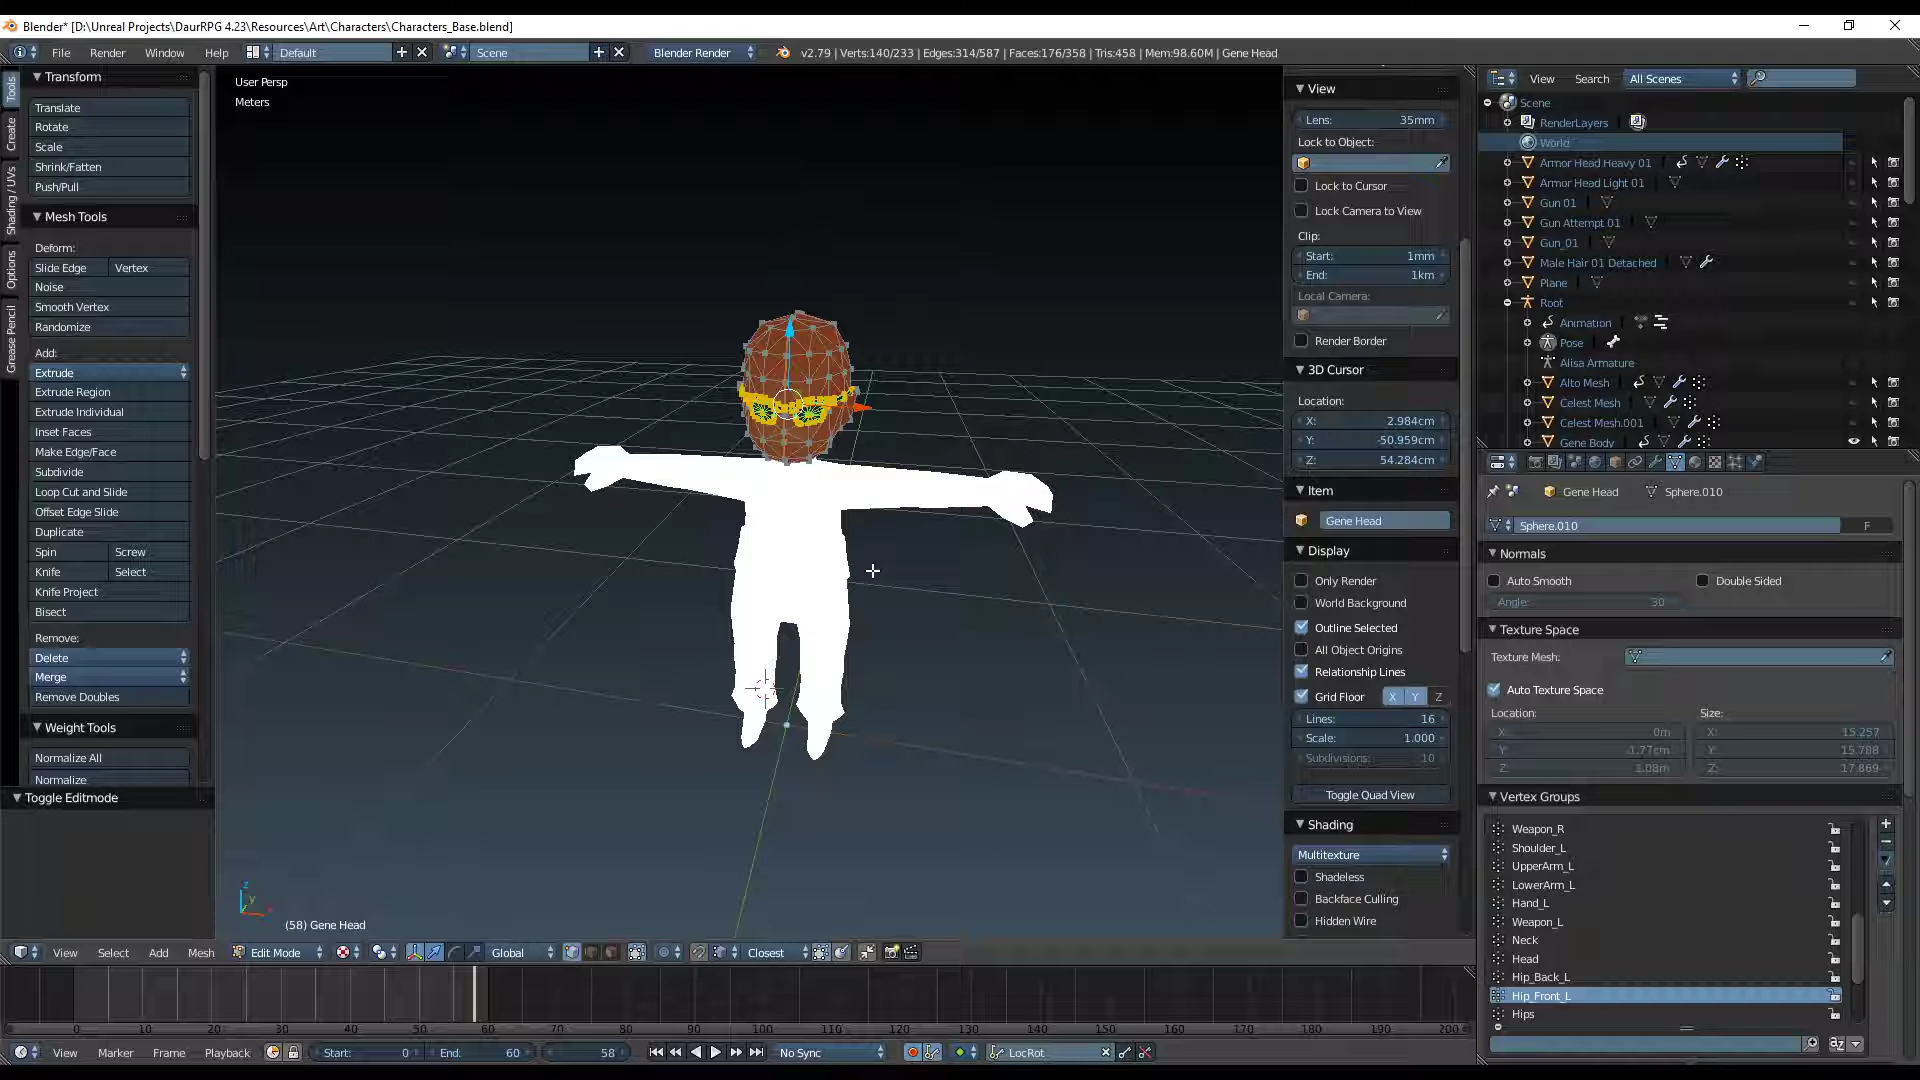 Blender* [D:\Unreal Projects\DaurRPG 4.23\Resources\Art\Characters\Characters_Base.blend]
File Render Window Help Default Scene Blender Render v2.79 | Verts:140/233 | Edges:314/587 | Faces:176/358 | Tris:458 | Mem:98.60M | Gene Head
Tools
Create
Shading / UVs
Options
Grease Pencil
Transform
Translate
Rotate
Scale
Shrink/Fatten
Push/Pull
Mesh Tools
Deform:
Slide Edge Vertex
Noise
Smooth Vertex
Randomize
Add:
Extrude
Extrude Region
Extrude Individual
Inset Faces
Make Edge/Face
Subdivide
Loop Cut and Slide
Offset Edge Slide
Duplicate
Spin Screw
Knife Select
Knife Project
Bisect
Remove:
Delete
Merge
Remove Doubles
Weight Tools
Normalize All
Normalize
Toggle Editmode
User Persp
Meters
(58) Gene Head
View
Lens: 35mm
Lock to Object:
Lock to Cursor
Lock Camera to View
Clip:
Start: 1mm
End: 1km
Local Camera:
Render Border
3D Cursor
Location:
X: 2.984cm
Y: -50.959cm
Z: 54.284cm
Item
Gene Head
Display
Only Render
World Background
Outline Selected
All Object Origins
Relationship Lines
Grid Floor X Y Z
Lines: 16
Scale: 1.000
Subdivisions: 10
Toggle Quad View
Shading
Multitexture
Shadeless
Backface Culling
Hidden Wire
View Search All Scenes
Scene
RenderLayers
World
Armor Head Heavy 01
Armor Head Light 01
Gun 01
Gun Attempt 01
Gun_01
Male Hair 01 Detached
Plane
Root
Animation
Pose
Alisa Armature
Alto Mesh
Celest Mesh
Celest Mesh.001
Gene Body
Gene Head Sphere.010
Sphere.010 F
Normals
Auto Smooth Double Sided
Angle: 30
Texture Space
Texture Mesh:
Auto Texture Space
Location: Size:
X: 0m X: 15.257
Y: -1.77cm Y: 15.788
Z: 1.08m Z: 17.869
Vertex Groups
Weapon_R
Shoulder_L
UpperArm_L
LowerArm_L
Hand_L
Weapon_L
Neck
Head
Hip_Back_L
Hip_Front_L
Hips
View Select Add Mesh Edit Mode Global Closest
0 10 20 30 40 50 60 70 80 90 100 110 120 130 140 150 160 170 180 190 200
View Marker Frame Playback Start: 0 End: 60 58 No Sync LocRot